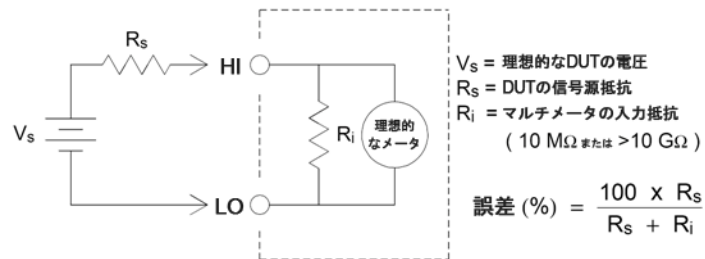 Rs
HI
Vs
Ri
理想的
なメータ
LO
Vs = 理想的なDUTの電圧
Rs = DUTの信号源抵抗
Ri = マルチメータの入力抵抗
( 10 MΩ または >10 GΩ )
誤差 (%) = 100 x Rs
Rs + Ri